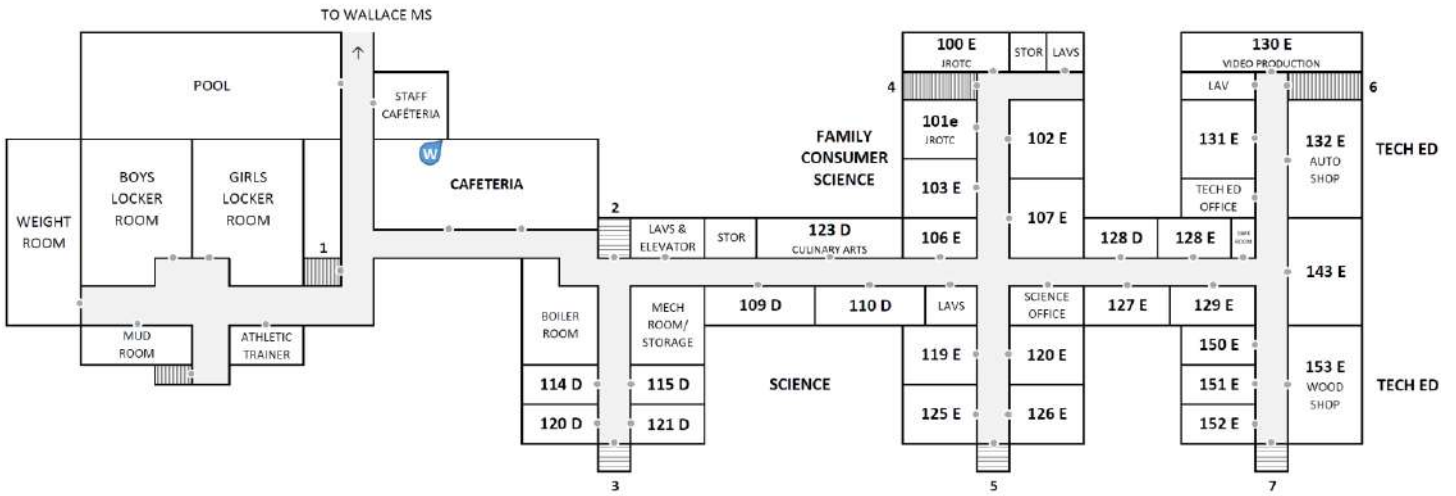 TO WALLACE MS
↑
POOL
STAFF
CAFÉTERIA
W
CAFETERIA
WEIGHT
ROOM
BOYS
LOCKER
ROOM
GIRLS
LOCKER
ROOM
1
MUD
ROOM
ATHLETIC
TRAINER
2
LAVS &
ELEVATOR
STOR
123 D
CULINARY ARTS
BOILER
ROOM
MECH
ROOM/
STORAGE
109 D
110 D
LAVS
114 D
115 D
120 D
121 D
3
SCIENCE
FAMILY
CONSUMER
SCIENCE
100 E
JROTC
STOR
LAVS
4
101e
JROTC
102 E
103 E
107 E
106 E
SCIENCE
OFFICE
119 E
120 E
125 E
126 E
5
128 D
128 E
127 E
129 E
130 E
VIDEO PRODUCTION
LAV
6
131 E
132 E
AUTO
SHOP
TECH ED
TECH ED
OFFICE
ROOM
143 E
150 E
151 E
152 E
153 E
WOOD
SHOP
TECH ED
7